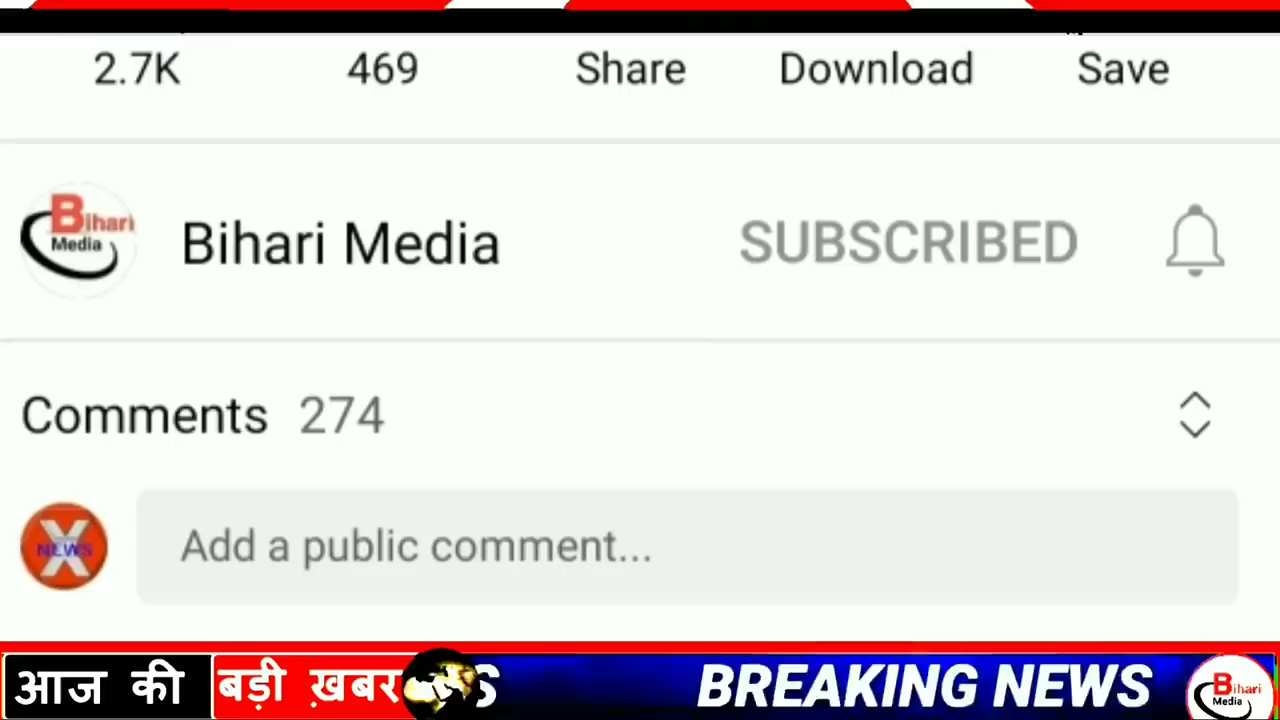 2.7K 469 Share Download Save
Bihari Media
Bihari Media SUBSCRIBED
Comments 274
X NEWS
Add a public comment...
आज की बड़ी ख़बर S BREAKING NEWS
Bihari Media